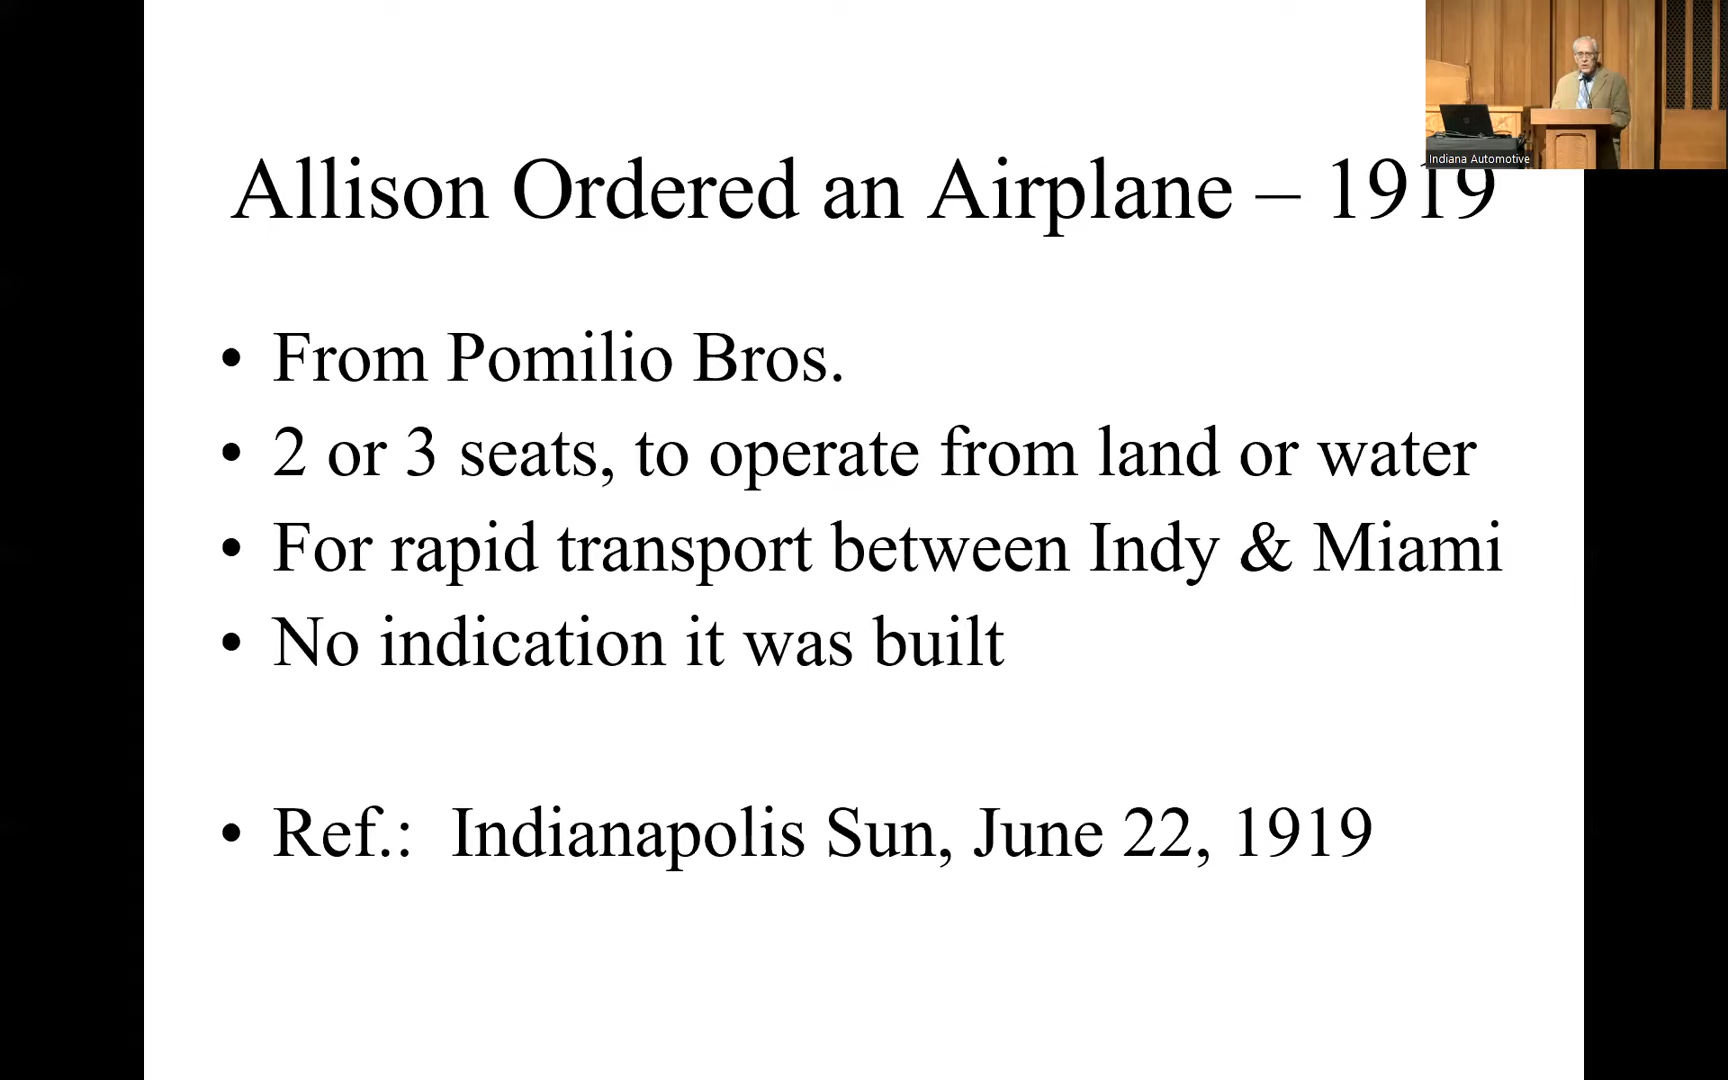 Allison Ordered an Airplane – 1919
• From Pomilio Bros.
• 2 or 3 seats, to operate from land or water
• For rapid transport between Indy & Miami
• No indication it was built
• Ref.:  Indianapolis Sun, June 22, 1919
Indiana Automotive